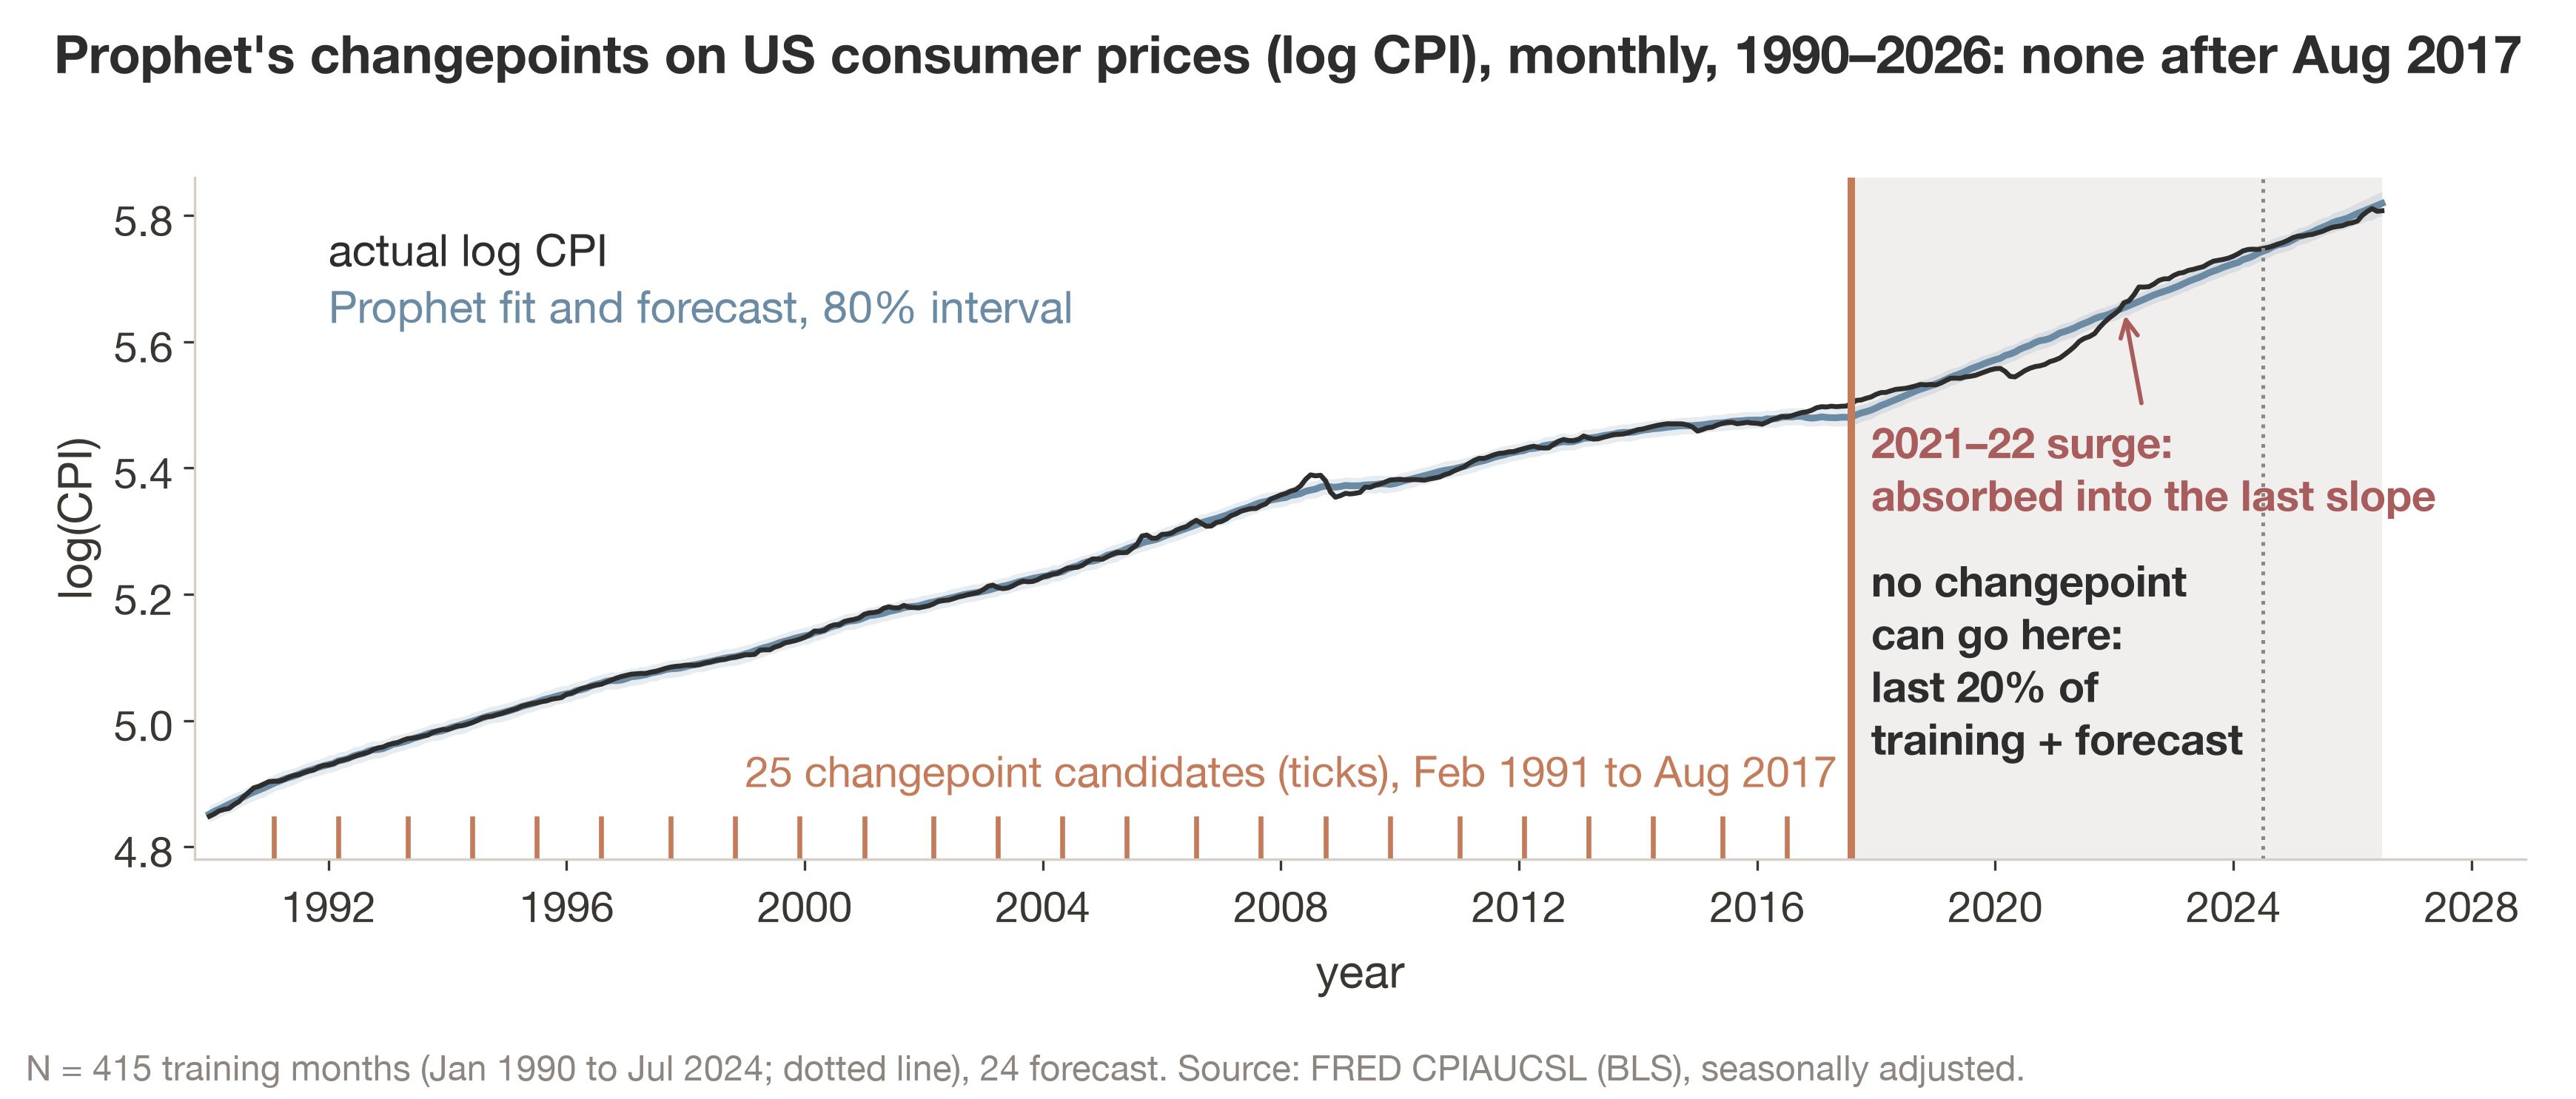 Prophet's changepoints on US consumer prices (log CPI), monthly, 1990–2026: none after Aug 2017
actual log CPI
Prophet fit and forecast, 80% interval
2021–22 surge:
absorbed into the last slope
no changepoint
can go here:
last 20% of
training + forecast
25 changepoint candidates (ticks), Feb 1991 to Aug 2017
log(CPI)
5.8
5.6
5.4
5.2
5.0
4.8
1992 1996 2000 2004 2008 2012 2016 2020 2024 2028
year
N = 415 training months (Jan 1990 to Jul 2024; dotted line), 24 forecast. Source: FRED CPIAUCSL (BLS), seasonally adjusted.